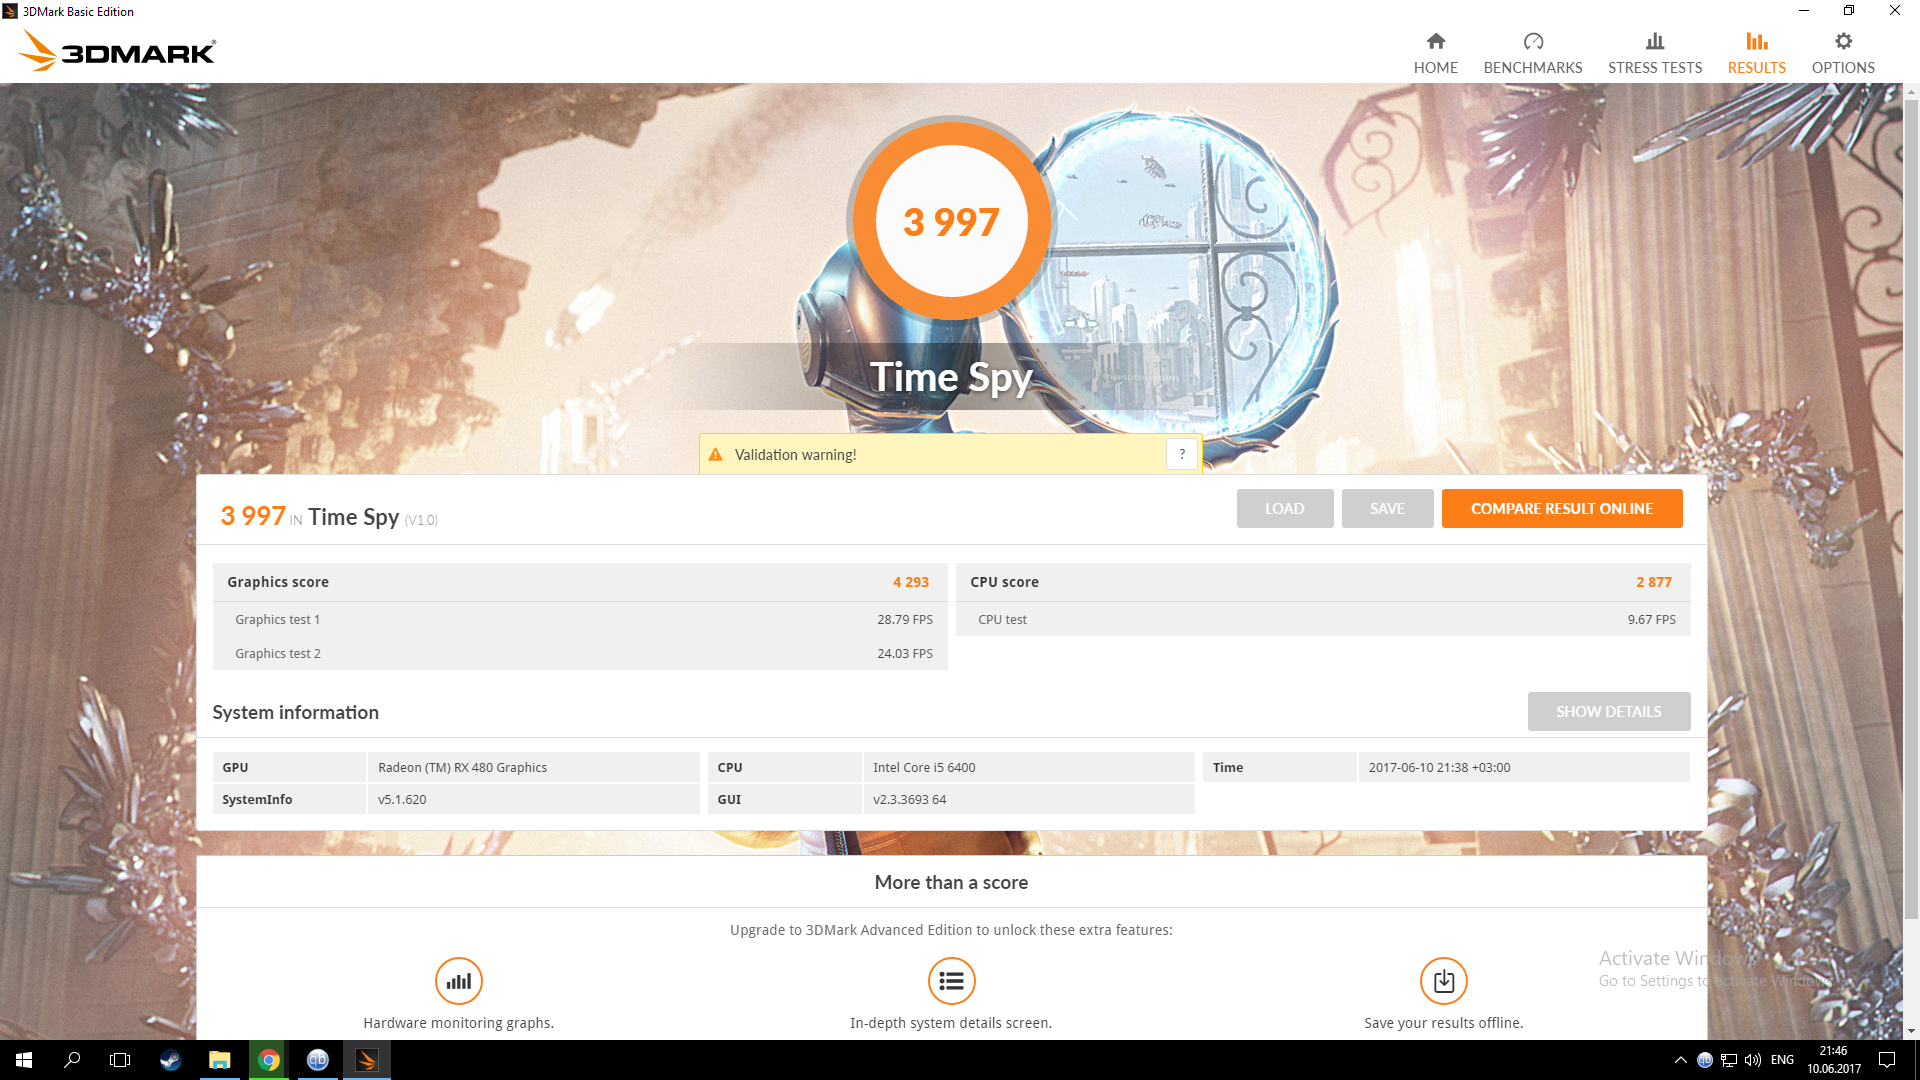 3DMark Basic Edition
3DMARK®
HOME BENCHMARKS STRESS TESTS RESULTS OPTIONS
3 997
Time Spy
Validation warning! ?
3 997 IN Time Spy (V1.0)
LOAD SAVE COMPARE RESULT ONLINE
Graphics score 4 293
Graphics test 1 28.79 FPS
Graphics test 2 24.03 FPS
CPU score 2 877
CPU test 9.67 FPS
System information
SHOW DETAILS
GPU Radeon (TM) RX 480 Graphics CPU Intel Core i5 6400 Time 2017-06-10 21:38 +03:00
SystemInfo v5.1.620 GUI v2.3.3693 64
More than a score
Upgrade to 3DMark Advanced Edition to unlock these extra features:
Hardware monitoring graphs. In-depth system details screen. Save your results offline.
Activate Windows
Go to Settings to activate Windows.
ENG 21:46
10.06.2017